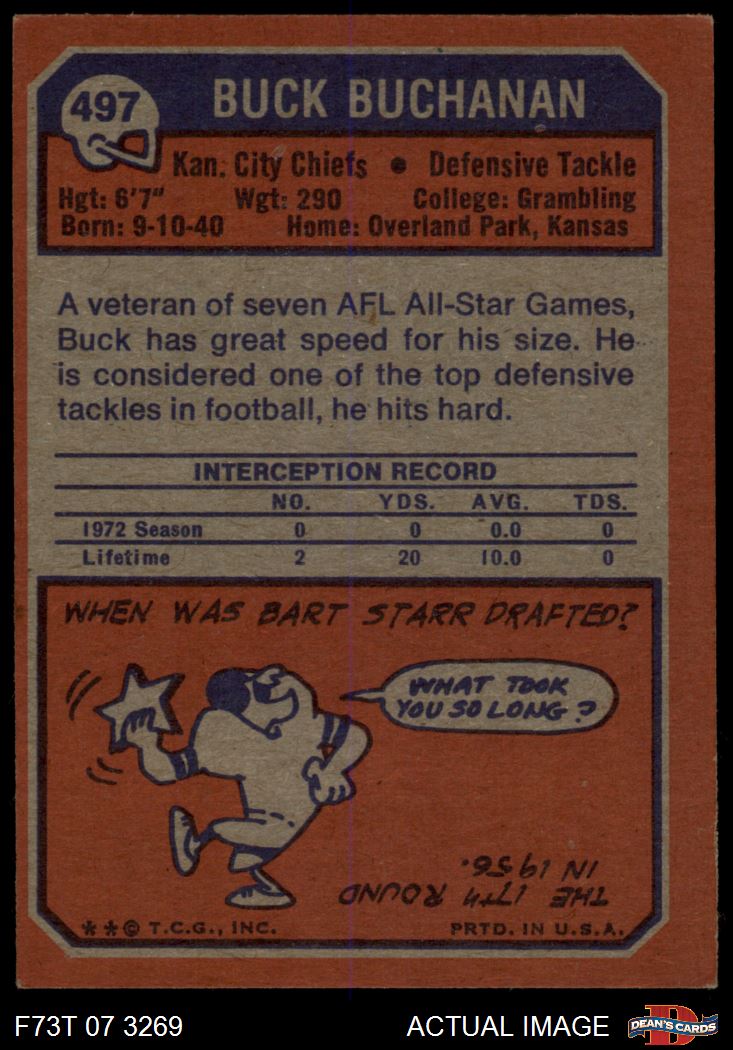 497
BUCK BUCHANAN
Kan. City Chiefs • Defensive Tackle
Hgt: 6'7" Wgt: 290 College: Grambling
Born: 9-10-40 Home: Overland Park, Kansas
A veteran of seven AFL All-Star Games,
Buck has great speed for his size. He
is considered one of the top defensive
tackles in football, he hits hard.
INTERCEPTION RECORD
NO. YDS. AVG. TDS.
1972 Season 0 0 0.0 0
Lifetime 2 20 10.0 0
WHEN WAS BART STARR DRAFTED?
WHAT TOOK
YOU SO LONG?
THE 17TH ROUND
IN 1956.
**© T.C.G., INC. PRTD. IN U.S.A.
F73T 07 3269 ACTUAL IMAGE
D
DEAN'S CARDS